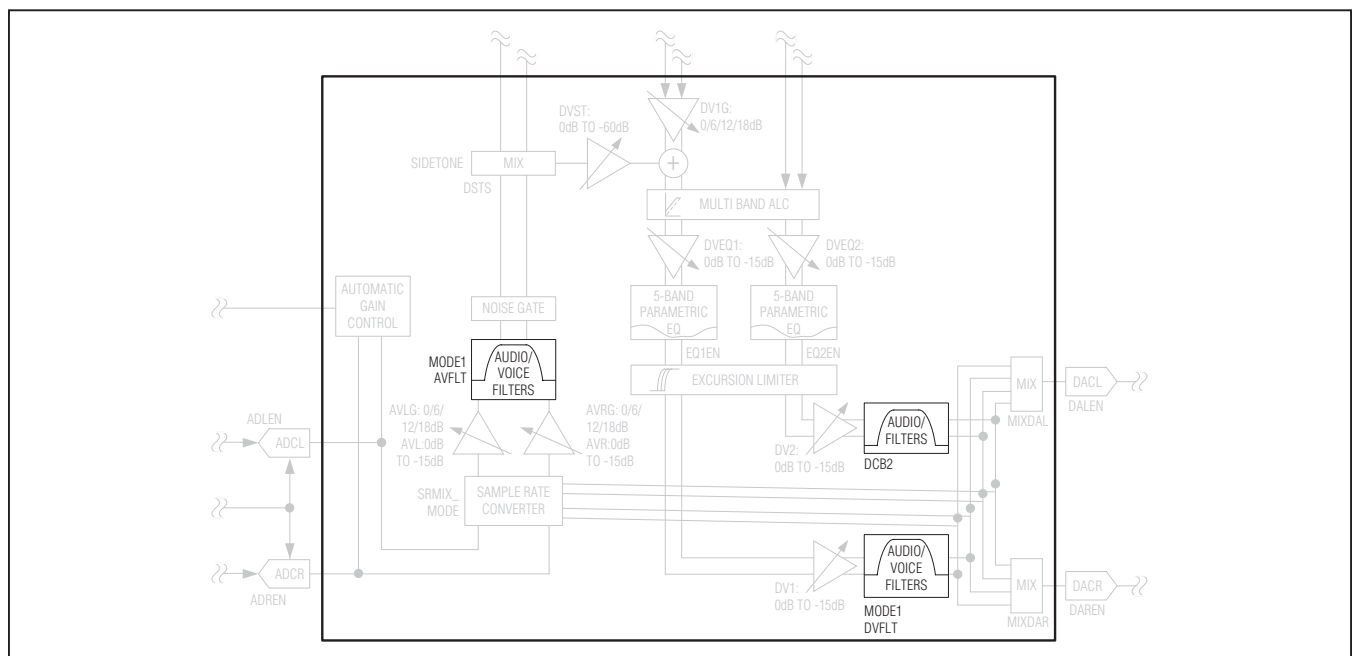 DVST:
0dB TO -60dB
DV1G:
0/6/12/18dB
SIDETONE
MIX
+
DSTS
MULTI BAND ALC
DVEQ1:
0dB TO -15dB
DVEQ2:
0dB TO -15dB
AUTOMATIC
GAIN
CONTROL
NOISE GATE
5-BAND
PARAMETRIC
EQ
5-BAND
PARAMETRIC
EQ
EQ1EN
EQ2EN
MODE1
AVFLT
AUDIO/
VOICE
FILTERS
EXCURSION LIMITER
MIX
MIXDAL
DACL
DALEN
AVLG: 0/6/
12/18dB
AVL:0dB
TO -15dB
AVRG: 0/6/
12/18dB
AVR:0dB
TO -15dB
ADLEN
ADCL
DV2:
0dB TO -15dB
AUDIO/
FILTERS
DCB2
SRMIX_
MODE
SAMPLE RATE
CONVERTER
ADCR
ADREN
DV1:
0dB TO -15dB
AUDIO/
VOICE
FILTERS
MODE1
DVFLT
MIX
MIXDAR
DACR
DAREN